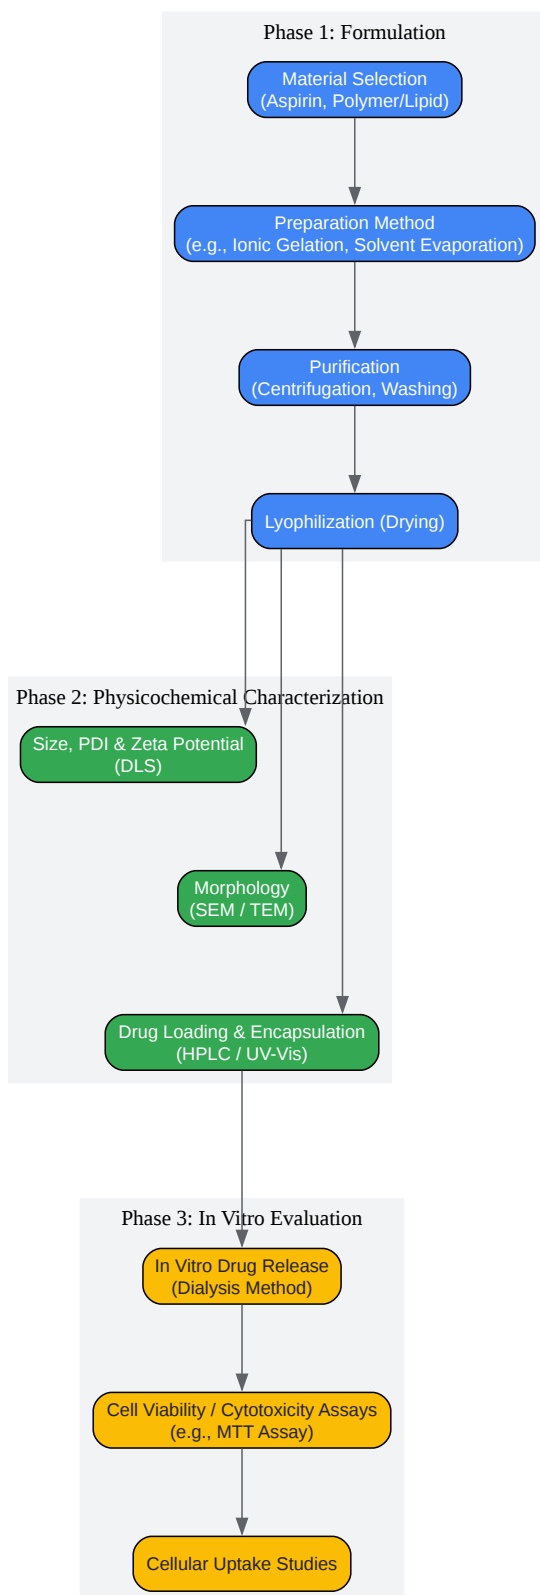 Phase 1: Formulation
Material Selection
(Aspirin, Polymer/Lipid)
Preparation Method
(e.g., Ionic Gelation, Solvent Evaporation)
Purification
(Centrifugation, Washing)
Lyophilization (Drying)
Phase 2: Physicochemical Characterization
Size, PDI & Zeta Potential
(DLS)
Morphology
(SEM / TEM)
Drug Loading & Encapsulation
(HPLC / UV-Vis)
Phase 3: In Vitro Evaluation
In Vitro Drug Release
(Dialysis Method)
Cell Viability / Cytotoxicity Assays
(e.g., MTT Assay)
Cellular Uptake Studies